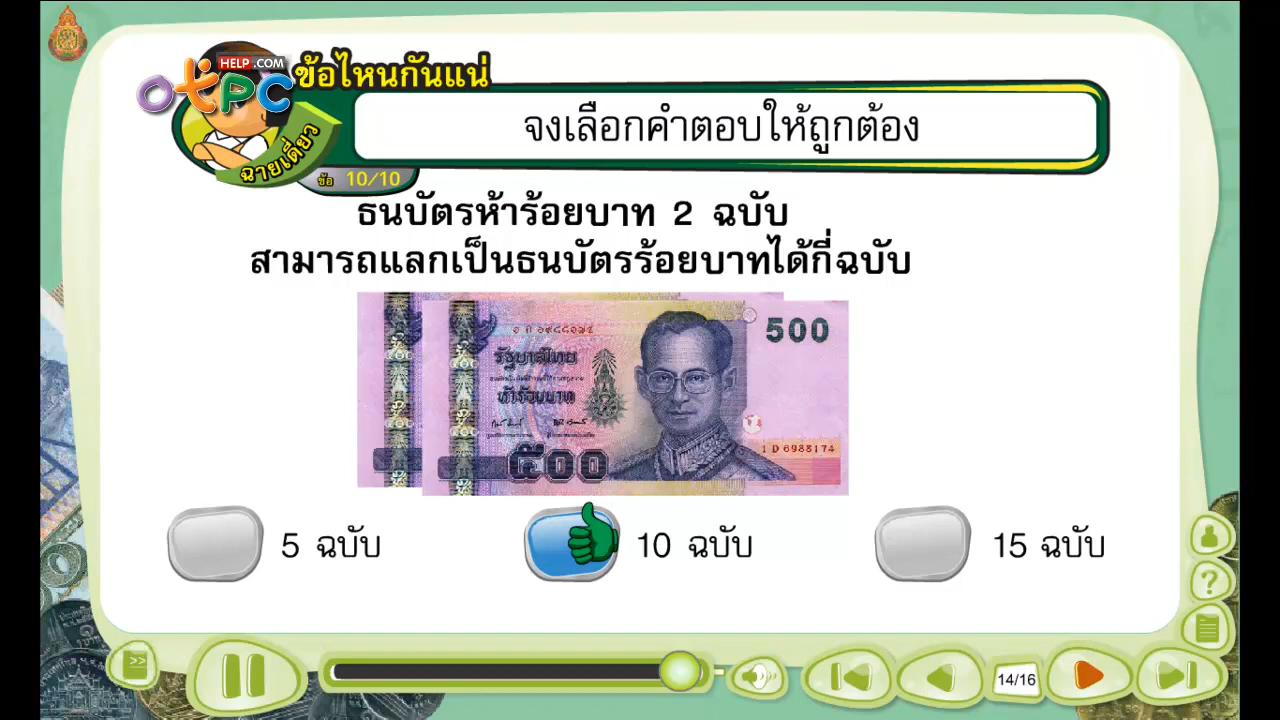 HELP .COM
OTPC
ข้อไหนกันแน่
จงเลือกคำตอบให้ถูกต้อง
ฉายเดี่ยว
ข้อ 10/10
ธนบัตรห้าร้อยบาท 2 ฉบับ
สามารถแลกเป็นธนบัตรร้อยบาทได้กี่ฉบับ
500
รัฐบาลไทย
ห้าร้อยบาท
1 D 6988174
๕๐๐
5 ฉบับ
10 ฉบับ
15 ฉบับ
?
>>
14/16